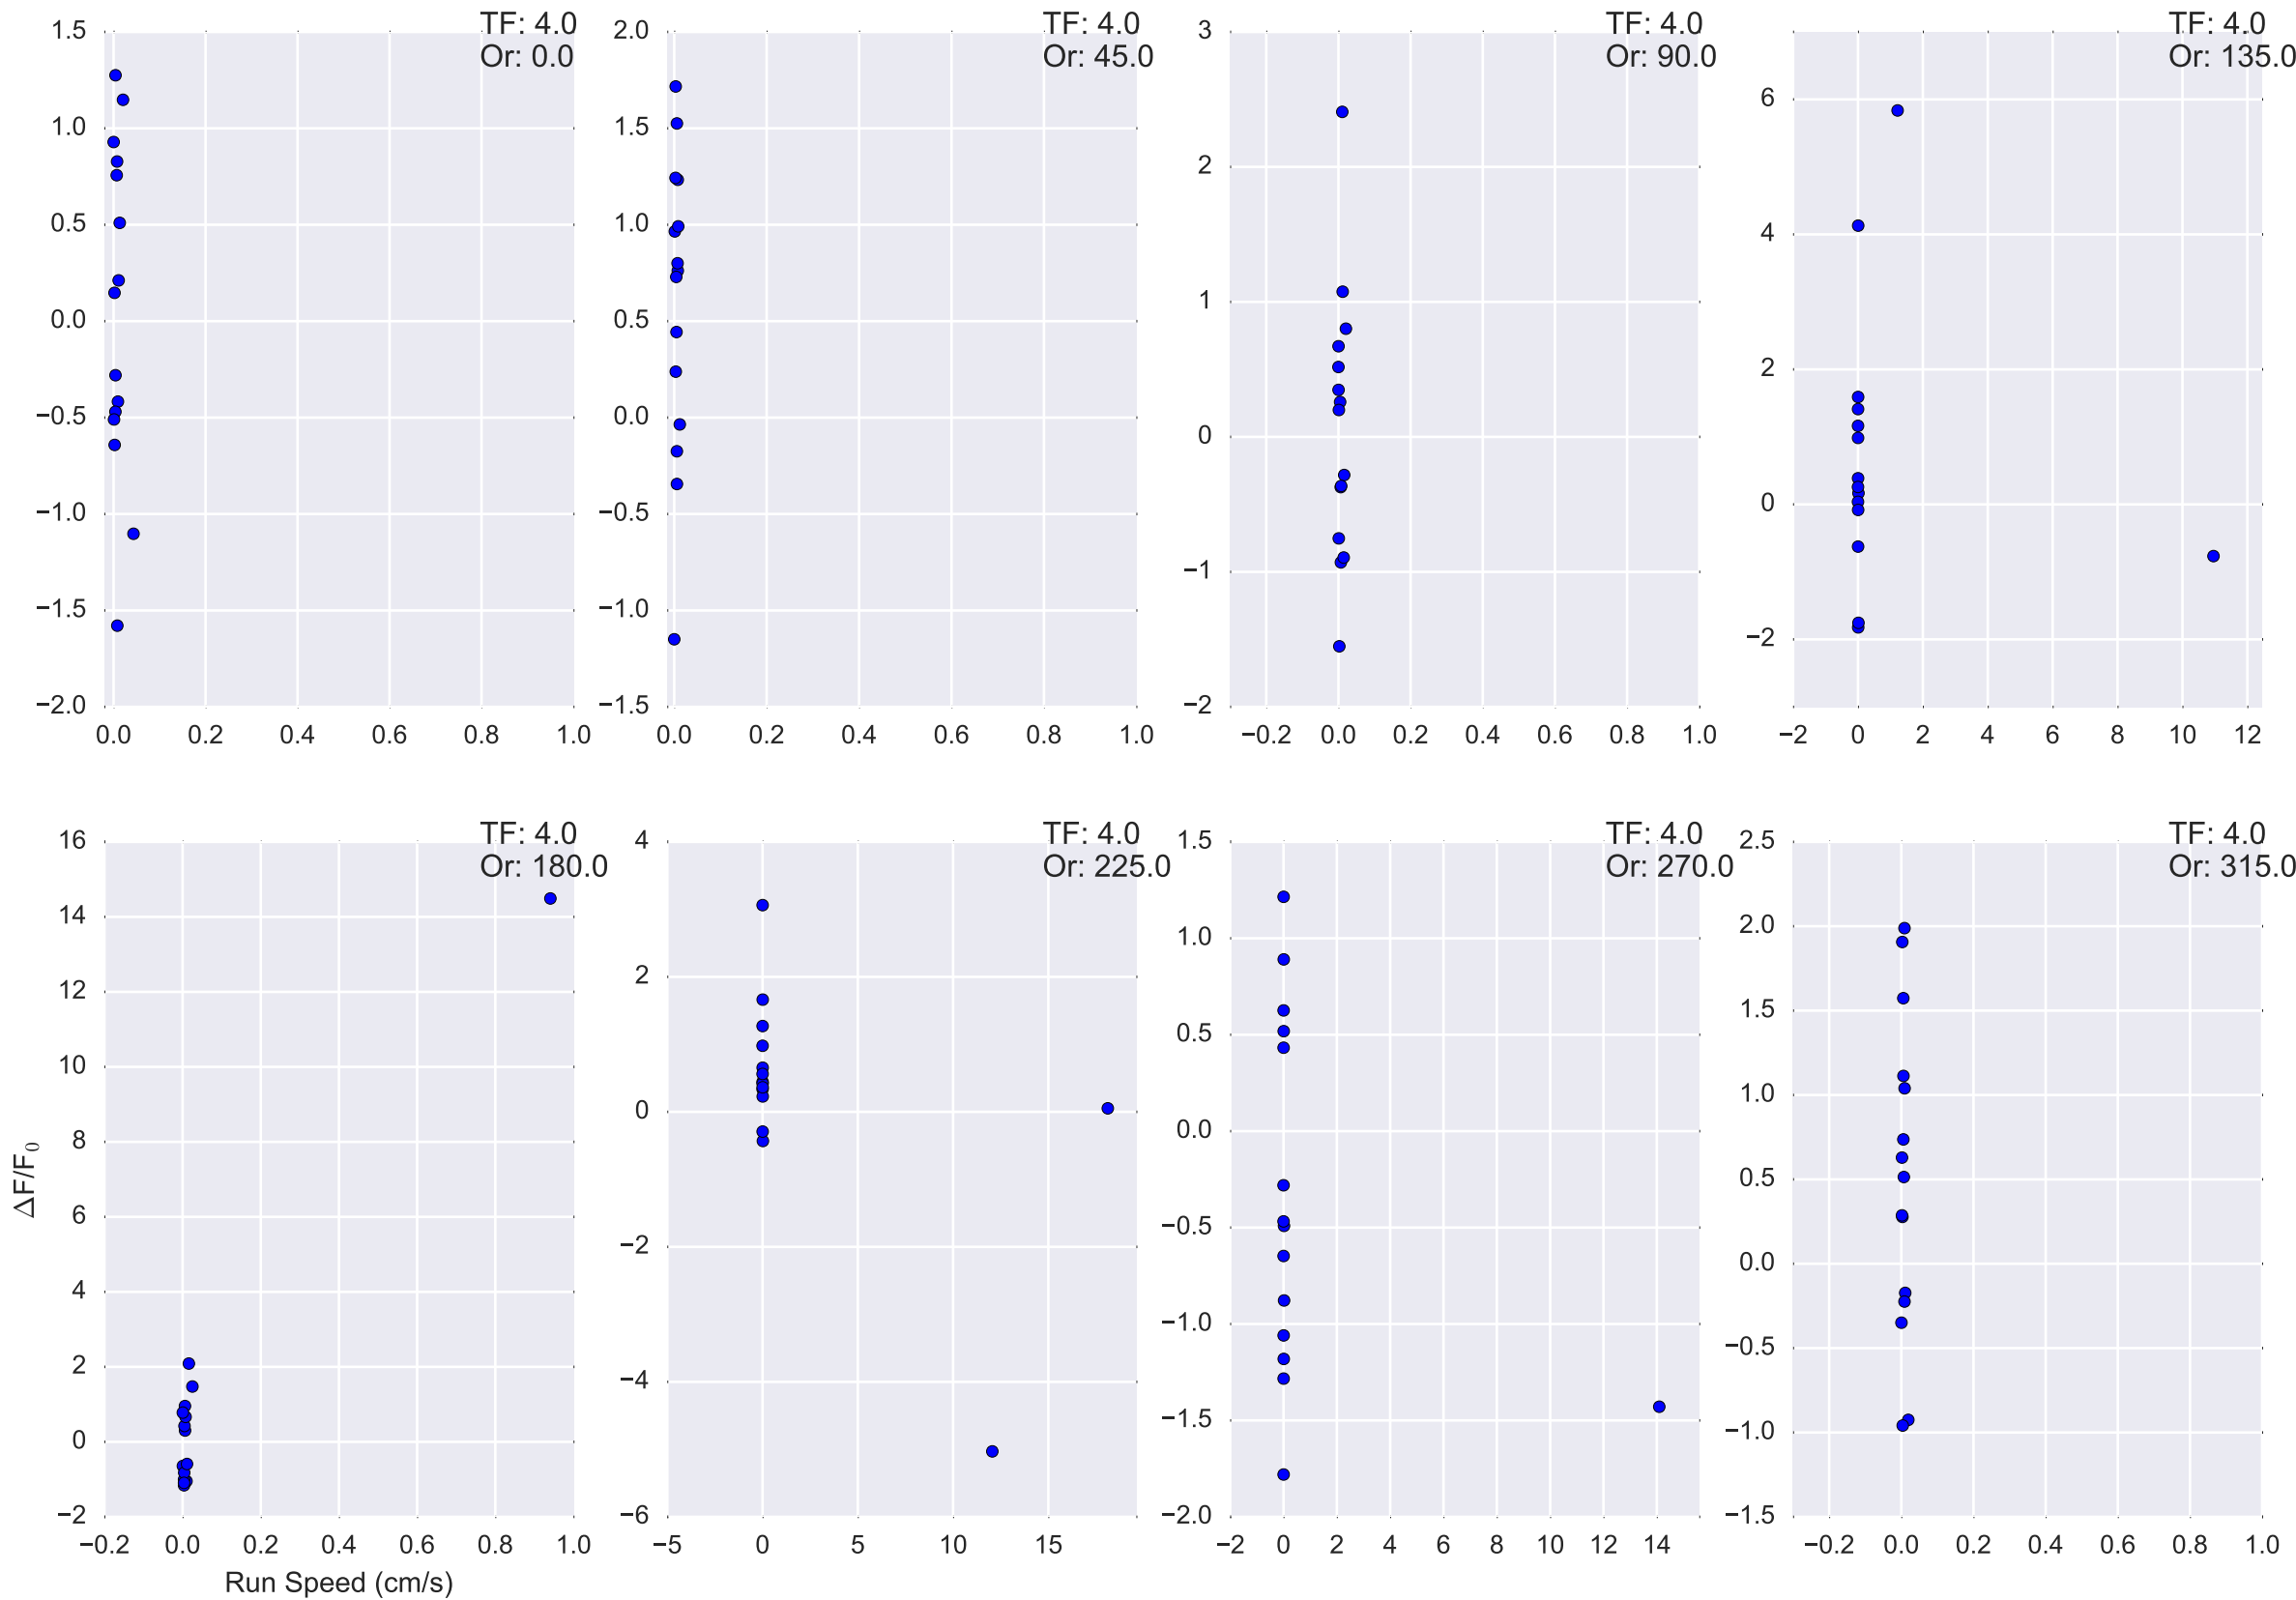 TF: 4.0
Or: 0.0
1.5
1.0
0.5
0.0
−0.5
−1.0
−1.5
−2.0
0.0 0.2 0.4 0.6 0.8 1.0
TF: 4.0
Or: 45.0
2.0
1.5
1.0
0.5
0.0
−0.5
−1.0
−1.5
0.0 0.2 0.4 0.6 0.8 1.0
TF: 4.0
Or: 90.0
3
2
1
0
−1
−2
−0.2 0.0 0.2 0.4 0.6 0.8 1.0
TF: 4.0
Or: 135.0
6
4
2
0
−2
−2 0 2 4 6 8 10 12
TF: 4.0
Or: 180.0
16
14
12
10
8
6
4
2
0
−2
ΔF/F₀
−0.2 0.0 0.2 0.4 0.6 0.8 1.0
Run Speed (cm/s)
TF: 4.0
Or: 225.0
4
2
0
−2
−4
−6
−5 0 5 10 15
TF: 4.0
Or: 270.0
1.5
1.0
0.5
0.0
−0.5
−1.0
−1.5
−2.0
−2 0 2 4 6 8 10 12 14
TF: 4.0
Or: 315.0
2.5
2.0
1.5
1.0
0.5
0.0
−0.5
−1.0
−1.5
−0.2 0.0 0.2 0.4 0.6 0.8 1.0